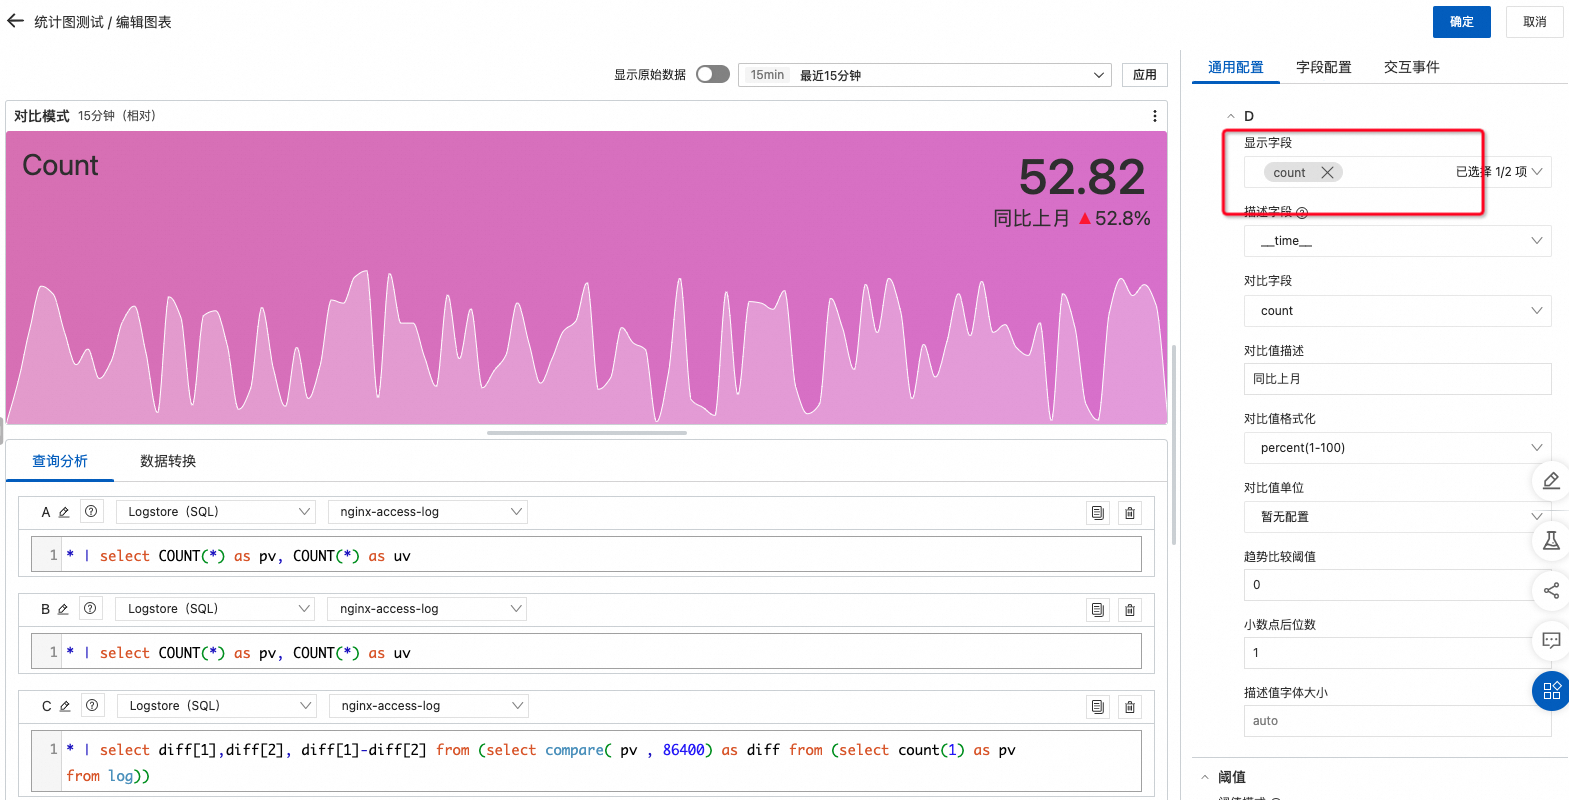 统计图测试 / 编辑图表
确定
取消
显示原始数据
15min 最近15分钟
应用
对比模式 15分钟（相对）
Count
52.82
同比上月 ▲52.8%
查询分析
数据转换
A
Logstore（SQL）
nginx-access-log
1 * | select COUNT(*) as pv, COUNT(*) as uv
B
Logstore（SQL）
nginx-access-log
1 * | select COUNT(*) as pv, COUNT(*) as uv
C
Logstore（SQL）
nginx-access-log
1 * | select diff[1],diff[2], diff[1]-diff[2] from (select compare( pv , 86400) as diff from (select count(1) as pv
from log))
通用配置
字段配置
交互事件
D
显示字段
count
已选择 1/2 项
描述字段
__time__
对比字段
count
对比值描述
同比上月
对比值格式化
percent(1-100)
对比值单位
暂无配置
趋势比较阈值
0
小数点后位数
1
描述值字体大小
auto
阈值